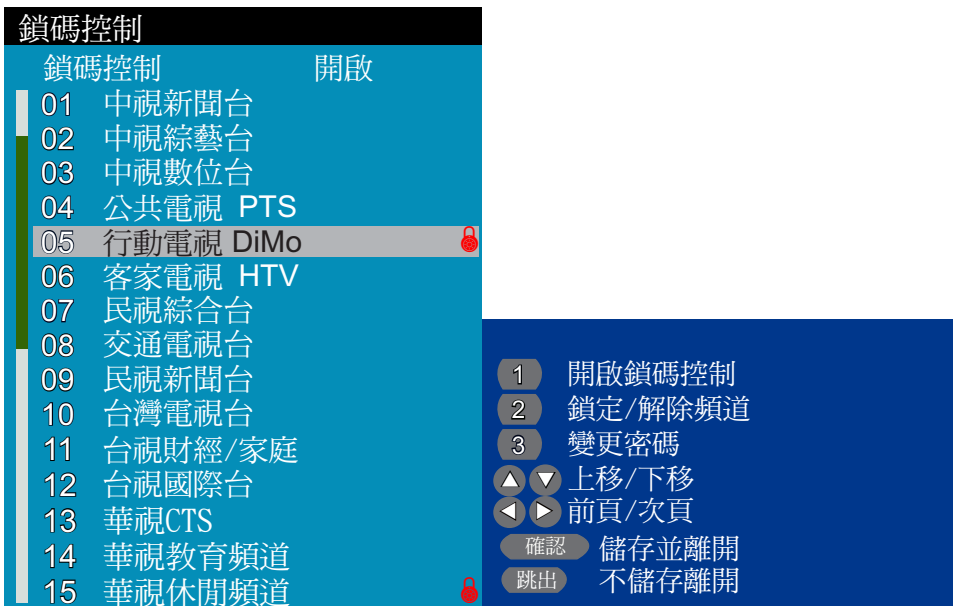 鎖碼控制
鎖碼控制 開啟
01 中視新聞台
02 中視綜藝台
03 中視數位台
04 公共電視 PTS
05 行動電視 DiMo
06 客家電視 HTV
07 民視綜合台
08 交通電視台
09 民視新聞台
10 台灣電視台
11 台視財經/家庭
12 台視國際台
13 華視CTS
14 華視教育頻道
15 華視休閒頻道
1 開啟鎖碼控制
2 鎖定/解除頻道
3 變更密碼
上移/下移
前頁/次頁
確認 儲存並離開
跳出 不儲存離開